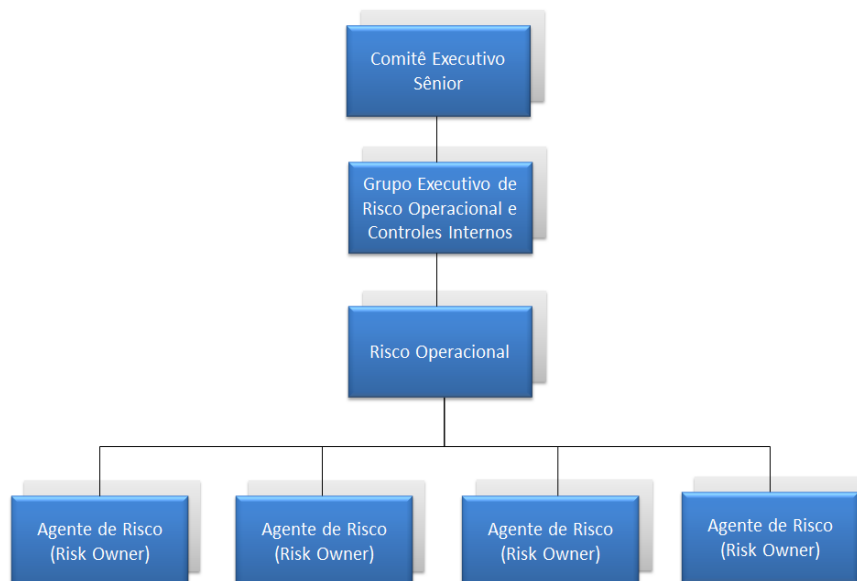 Comitê Executivo
Sênior
Grupo Executivo de
Risco Operacional e
Controles Internos
Risco Operacional
Agente de Risco
(Risk Owner)
Agente de Risco
(Risk Owner)
Agente de Risco
(Risk Owner)
Agente de Risco
(Risk Owner)